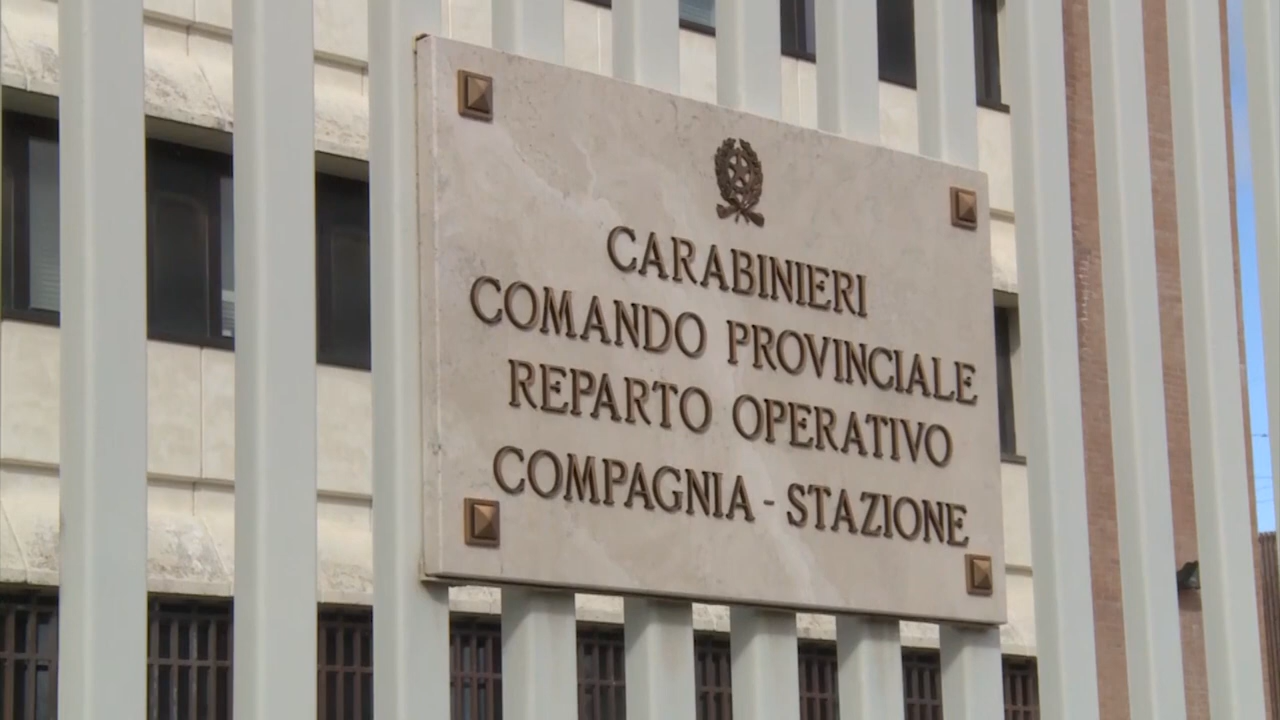 CARABINIERI
COMANDO PROVINCIALE
REPARTO OPERATIVO
COMPAGNIA - STAZIONE